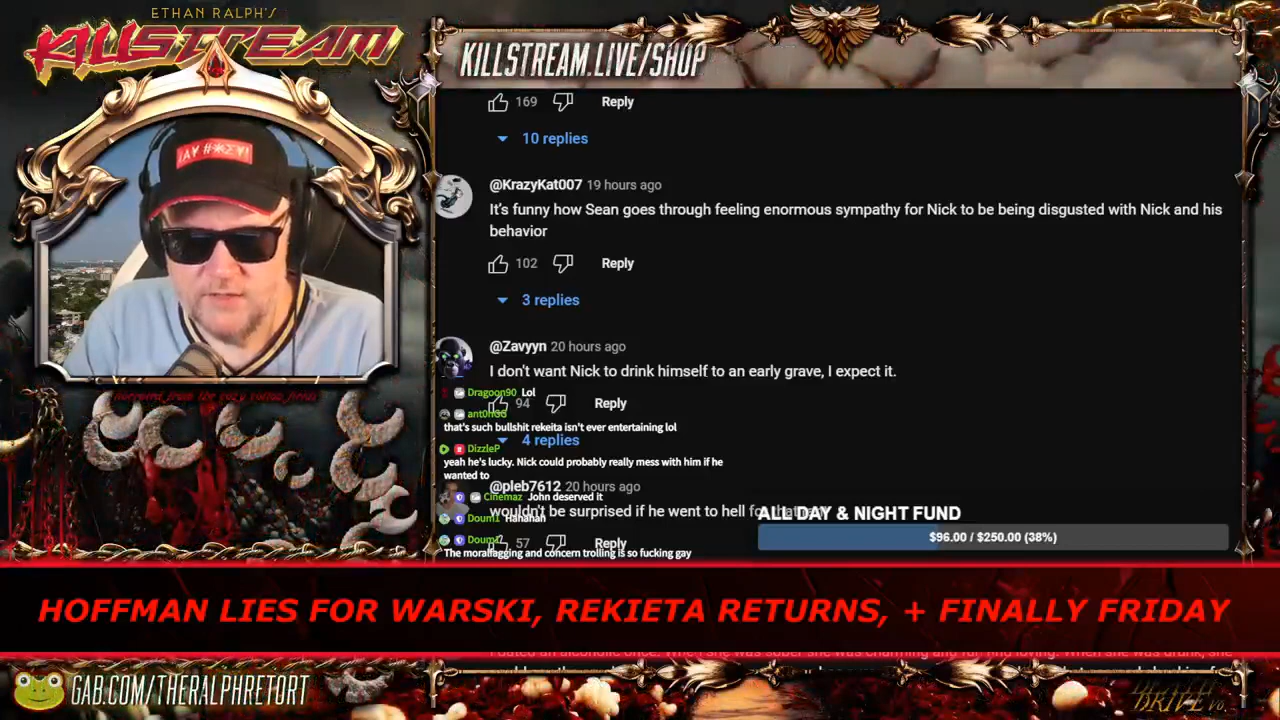 ETHAN RALPH'S
KILLSTREAM
KILLSTREAM.LIVE/SHOP
169 Reply
10 replies
@KrazyKat007 19 hours ago
It's funny how Sean goes through feeling enormous sympathy for Nick to be being disgusted with Nick and his
behavior
102 Reply
3 replies
@Zavyyn 20 hours ago
I don't want Nick to drink himself to an early grave, I expect it.
Dragoon90 Lol
94 Reply
ant0nGG
that's such bullshit rekeita isn't ever entertaining lol
4 replies
DizzleP
yeah he's lucky. Nick could probably really mess with him if he
wanted to
@pleb7612 20 hours ago
Cinemaz John deserved it
wouldn't be surprised if he went to hell for
Doum1 Hahahah
57 Reply
Doum1
The moralfagging and concern trolling is so fucking gay
ALL DAY & NIGHT FUND
$96.00 / $250.00 (38%)
HOFFMAN LIES FOR WARSKI, REKIETA RETURNS, + FINALLY FRIDAY
GAB.COM/THERALPHRETORT